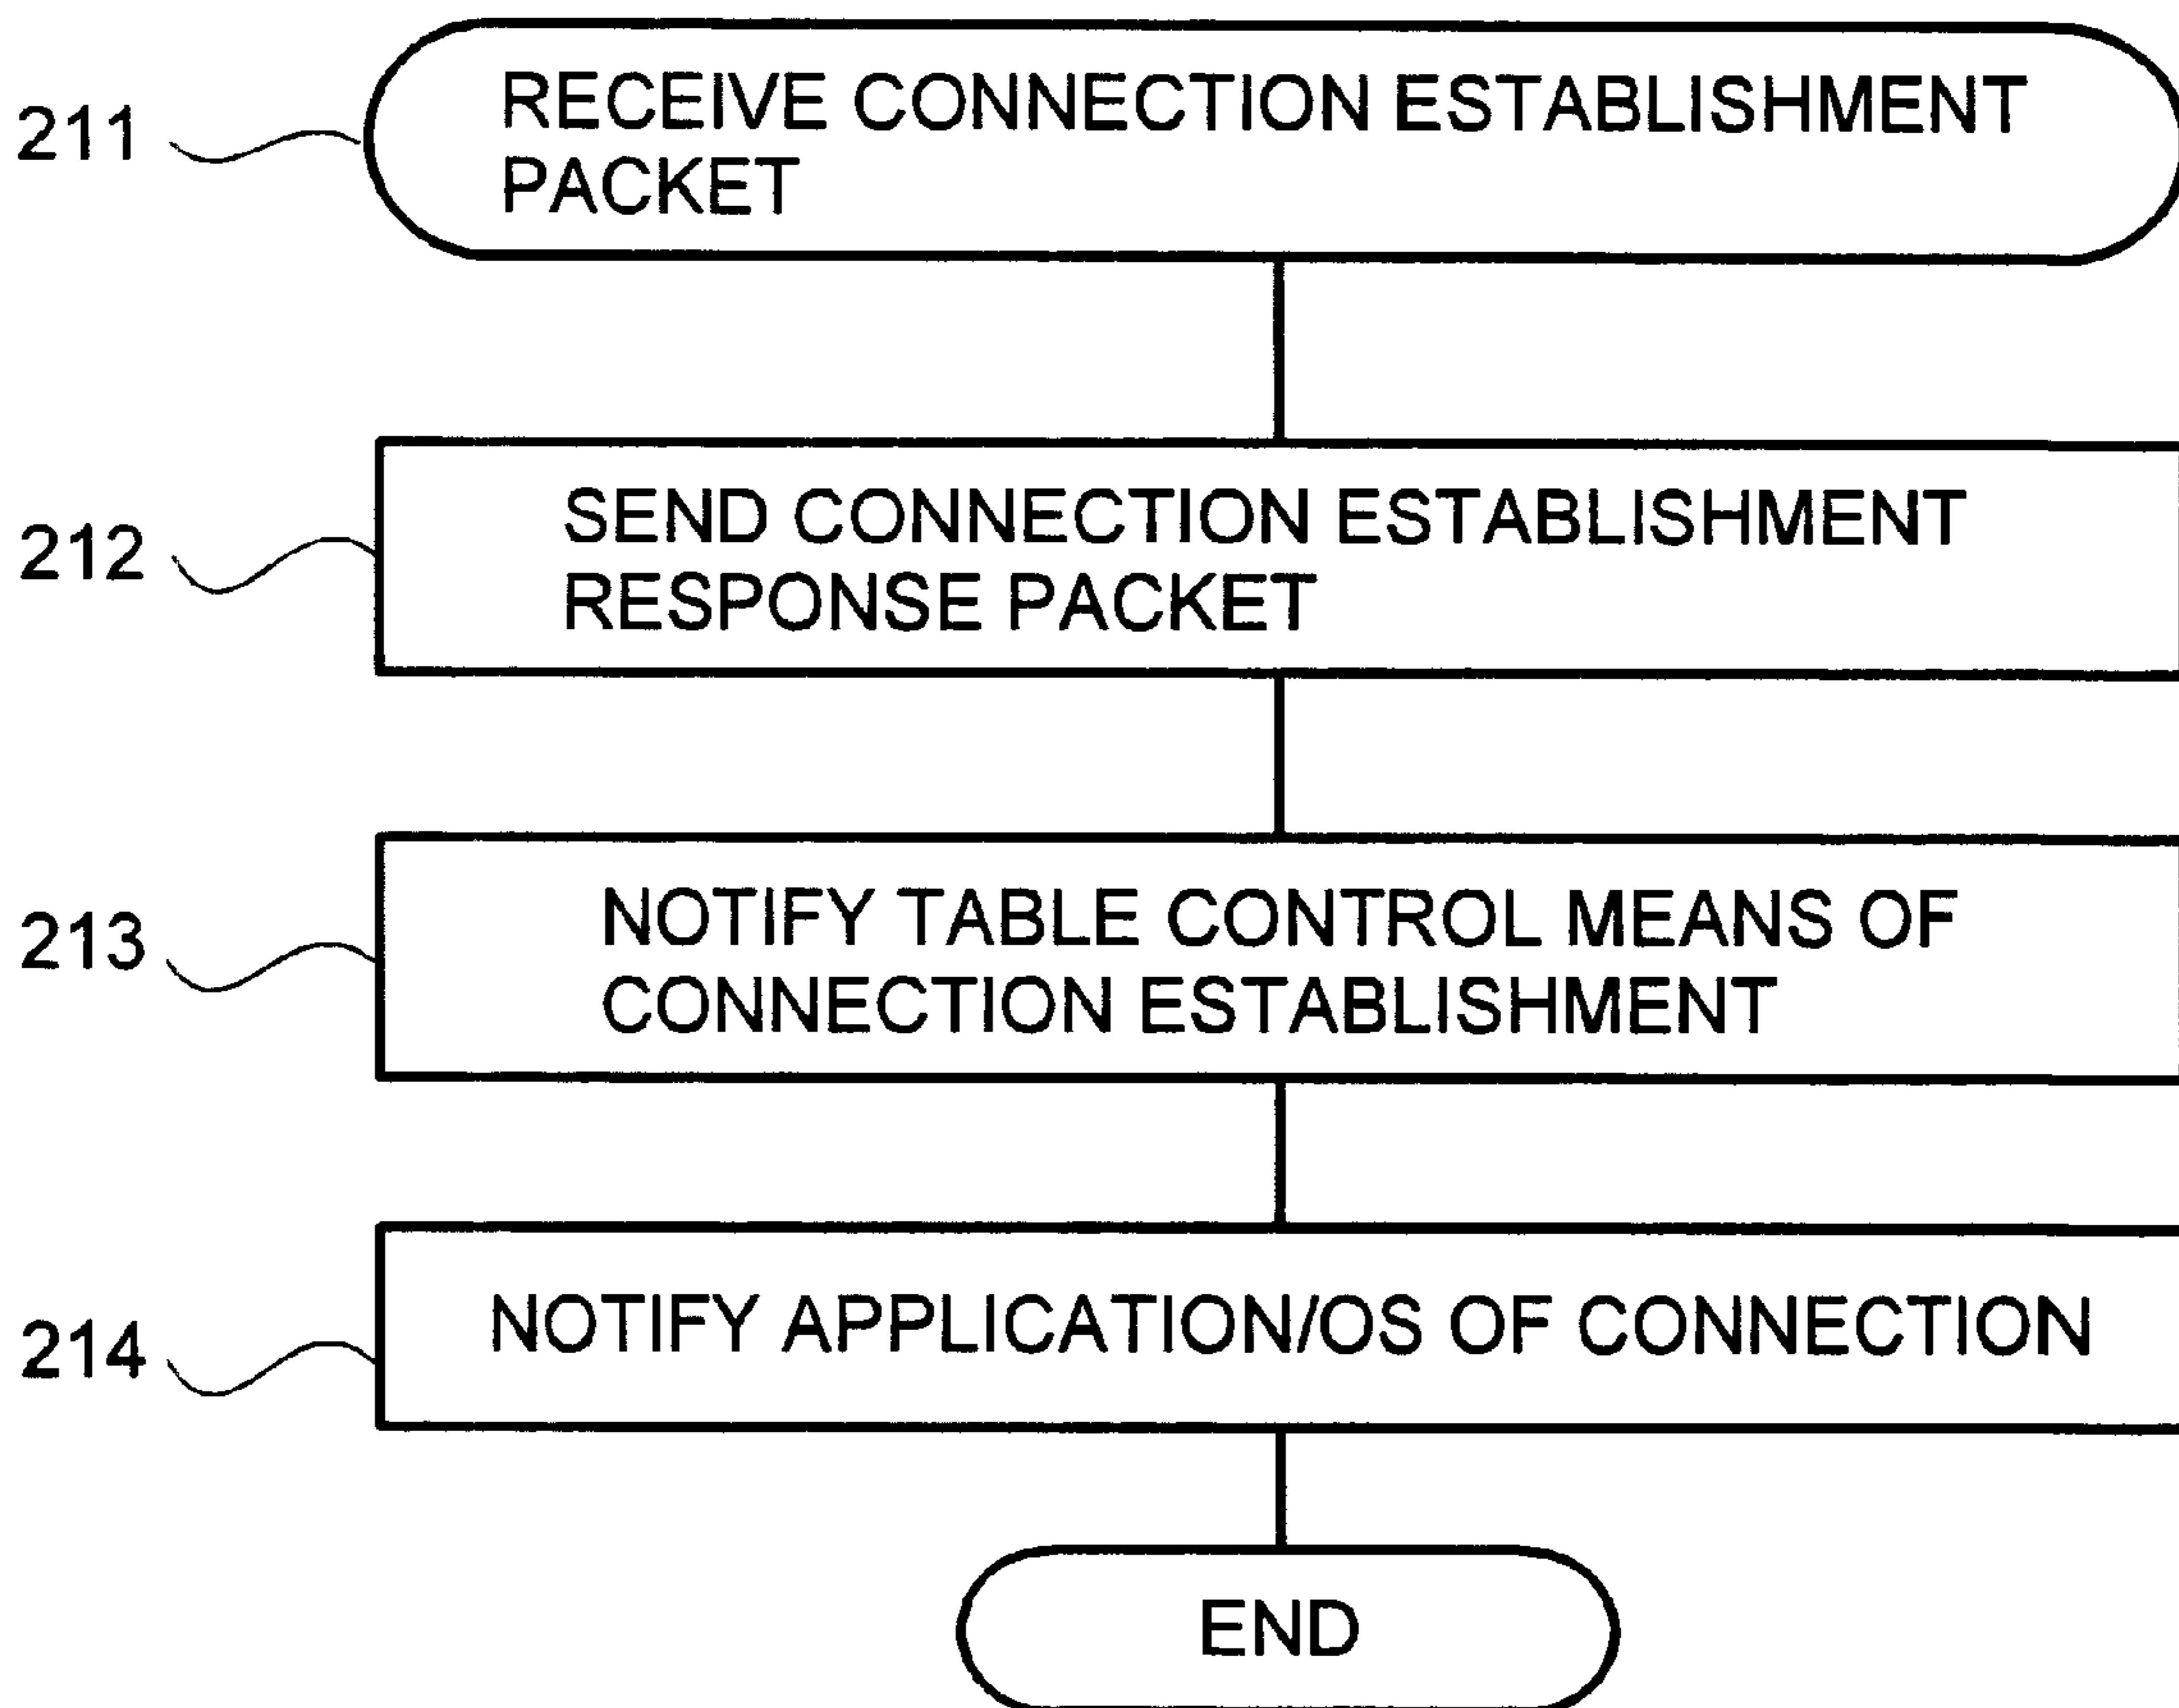 211
RECEIVE CONNECTION ESTABLISHMENT
PACKET
212
SEND CONNECTION ESTABLISHMENT
RESPONSE PACKET
213
NOTIFY TABLE CONTROL MEANS OF
CONNECTION ESTABLISHMENT
214
NOTIFY APPLICATION/OS OF CONNECTION
END